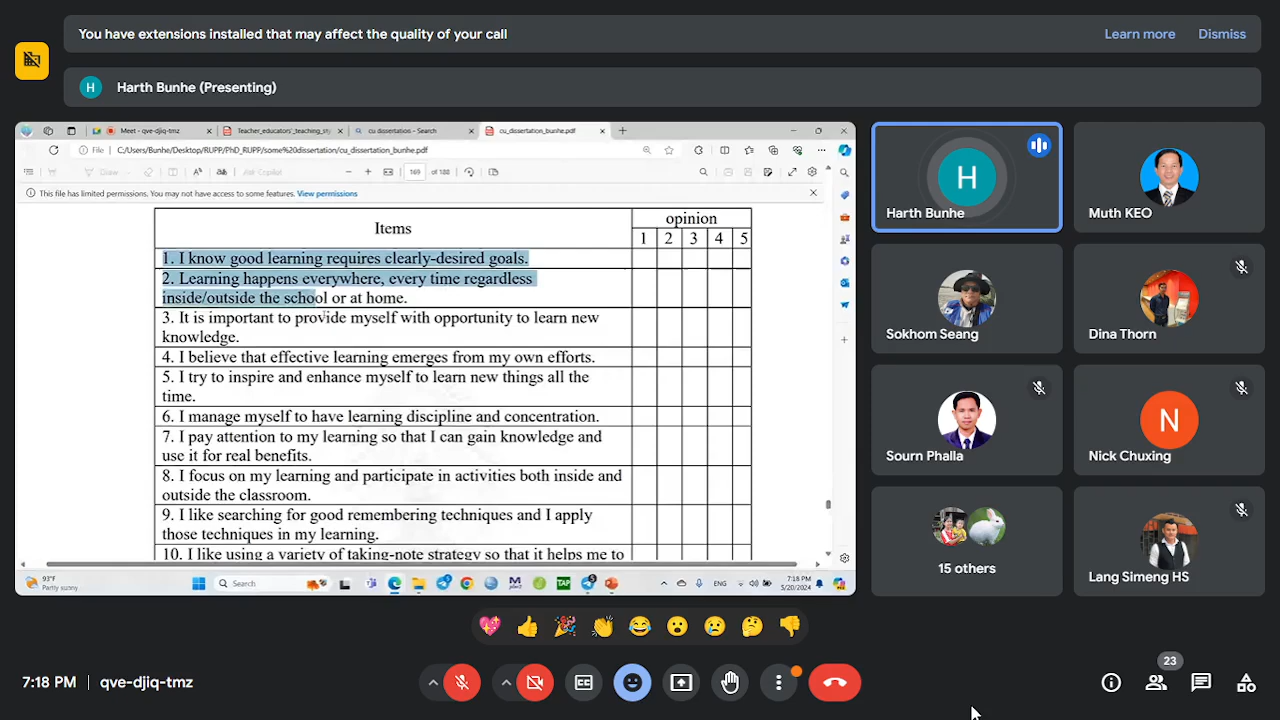 You have extensions installed that may affect the quality of your call
Learn more
Dismiss
H
Harth Bunhe (Presenting)
Meet - qve-djiq-tmz
Teacher_educators'_teaching_sty
cu dissertation - Search
cu_dissertation_bunhe.pdf
File
C:/Users/Bunhe/Desktop/RUPP/PhD_RUPP/some%20dissertation/cu_dissertation_bunhe.pdf
Draw
Ask Copilot
169 of 188
This file has limited permissions. You may not have access to some features. View permissions
Items
opinion
1 2 3 4 5
1. I know good learning requires clearly-desired goals.
2. Learning happens everywhere, every time regardless
inside/outside the school or at home.
3. It is important to provide myself with opportunity to learn new
knowledge.
4. I believe that effective learning emerges from my own efforts.
5. I try to inspire and enhance myself to learn new things all the
time.
6. I manage myself to have learning discipline and concentration.
7. I pay attention to my learning so that I can gain knowledge and
use it for real benefits.
8. I focus on my learning and participate in activities both inside and
outside the classroom.
9. I like searching for good remembering techniques and I apply
those techniques in my learning.
10. I like using a variety of taking-note strategy so that it helps me to
93°F
Partly sunny
Search
TAP
ENG
7:18 PM
5/20/2024
H
Harth Bunhe
Muth KEO
Sokhom Seang
Dina Thorn
Sourn Phalla
N
Nick Chuxing
15 others
Lang Simeng HS
7:18 PM | qve-djiq-tmz
23